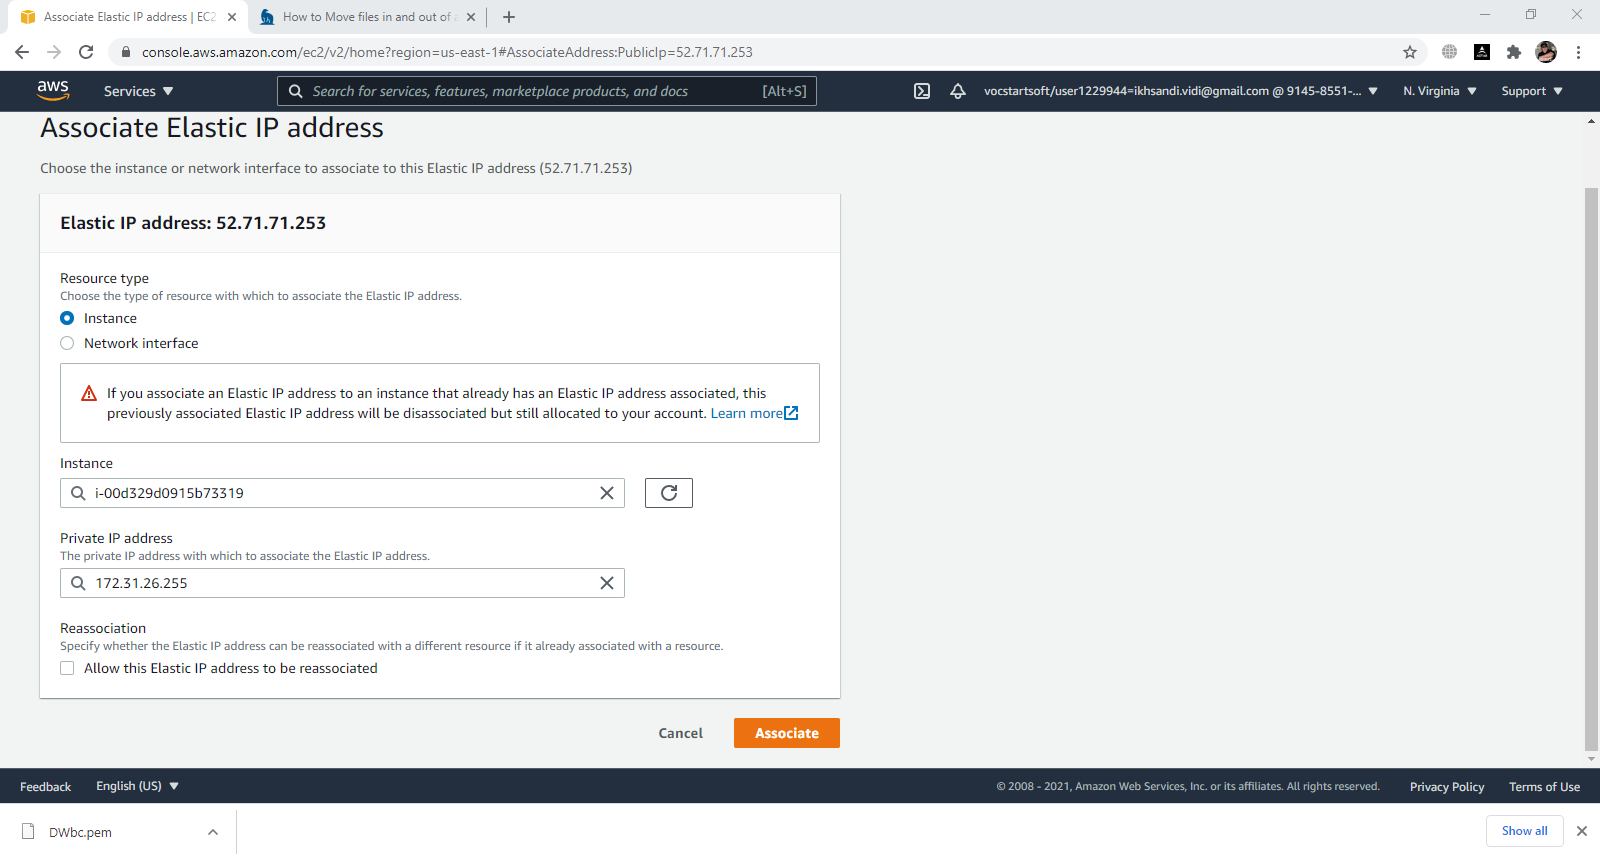 Associate Elastic IP address | EC2
How to Move files in and out of a
console.aws.amazon.com/ec2/v2/home?region=us-east-1#AssociateAddress:PublicIp=52.71.71.253
aws
Services
Search for services, features, marketplace products, and docs
[Alt+S]
vocstartsoft/user1229944=ikhsandi.vidi@gmail.com @ 9145-8551-...
N. Virginia
Support
Associate Elastic IP address
Choose the instance or network interface to associate to this Elastic IP address (52.71.71.253)
Elastic IP address: 52.71.71.253
Resource type
Choose the type of resource with which to associate the Elastic IP address.
Instance
Network interface
If you associate an Elastic IP address to an instance that already has an Elastic IP address associated, this
previously associated Elastic IP address will be disassociated but still allocated to your account. Learn more
Instance
i-00d329d0915b73319
Private IP address
The private IP address with which to associate the Elastic IP address.
172.31.26.255
Reassociation
Specify whether the Elastic IP address can be reassociated with a different resource if it already associated with a resource.
Allow this Elastic IP address to be reassociated
Cancel
Associate
Feedback
English (US)
© 2008 - 2021, Amazon Web Services, Inc. or its affiliates. All rights reserved.
Privacy Policy
Terms of Use
DWbc.pem
Show all